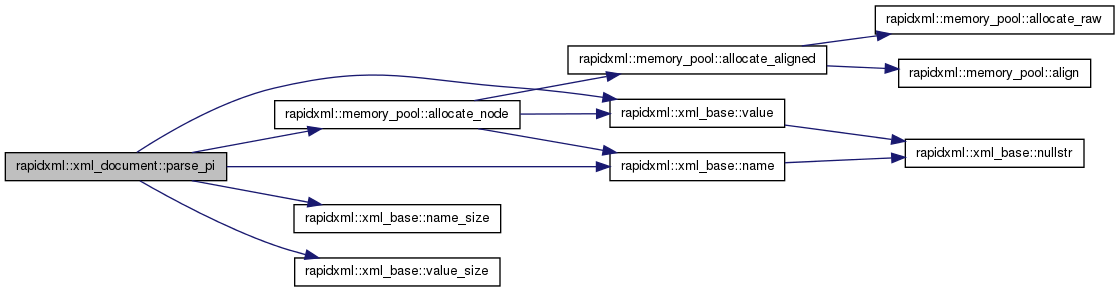 rapidxml::memory_pool::allocate_raw
rapidxml::memory_pool::allocate_aligned
rapidxml::memory_pool::align
rapidxml::memory_pool::allocate_node
rapidxml::xml_base::value
rapidxml::xml_base::nullstr
rapidxml::xml_document::parse_pi
rapidxml::xml_base::name
rapidxml::xml_base::name_size
rapidxml::xml_base::value_size